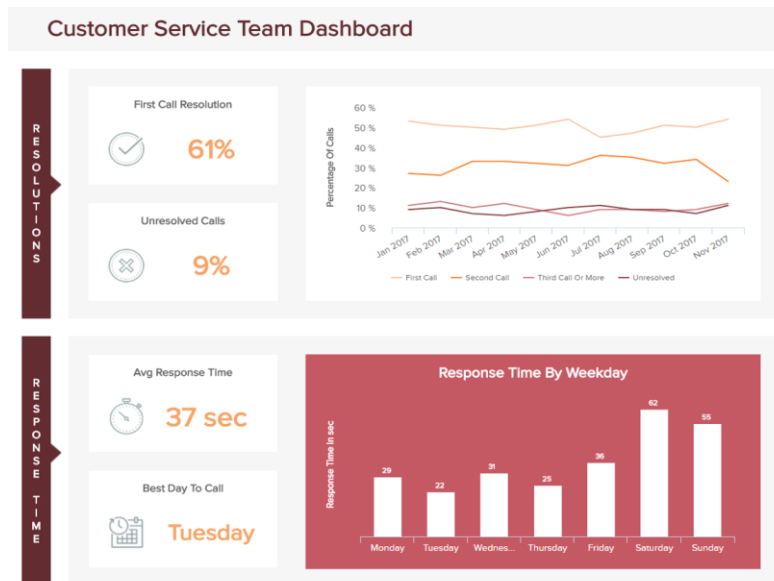 Customer Service Team Dashboard
RESOLUTIONS
First Call Resolution
61%
Unresolved Calls
9%
Percentage Of Calls
60 %
50 %
40 %
30 %
20 %
10 %
0 %
Jan 2017
Feb 2017
Mar 2017
Apr 2017
May 2017
Jun 2017
Jul 2017
Aug 2017
Sep 2017
Oct 2017
Nov 2017
First Call
Second Call
Third Call Or More
Unresolved
RESPONSE TIME
Avg Response Time
37 sec
Best Day To Call
Tuesday
Response Time By Weekday
Response Time In sec
29
22
31
25
36
62
55
Monday
Tuesday
Wednes...
Thursday
Friday
Saturday
Sunday